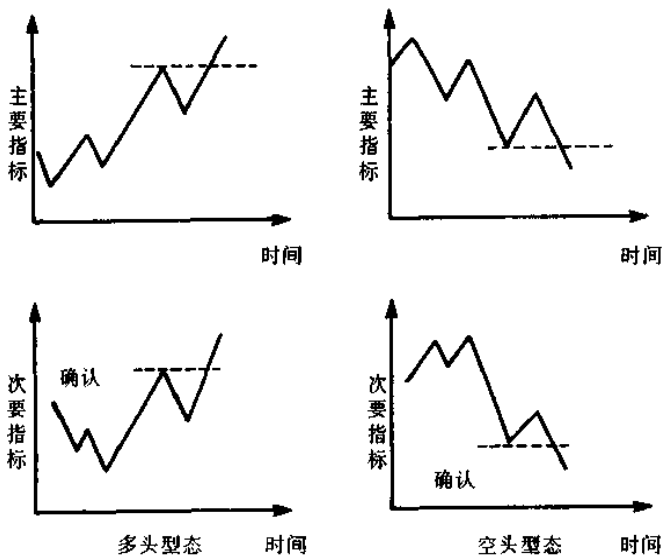 主要指标
时间
主要指标
时间
次要指标
确认
多头型态
时间
次要指标
确认
空头型态
时间